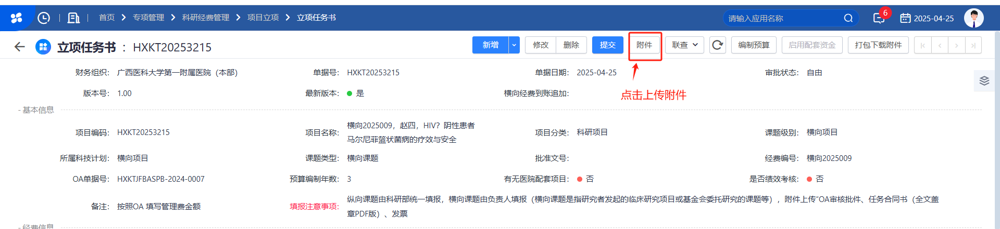 首页 > 专项管理 > 科研经费管理 > 项目立项 > 立项任务书 请输入应用名称 6 2025-04-25
立项任务书 : HXKT20253215 新增 修改 删除 提交 附件 联查 编制预算 启用配套资金 打包下载附件
财务组织: 广西医科大学第一附属医院（本部） 单据号: HXKT20253215 单据日期: 2025-04-25 审批状态: 自由
版本号: 1.00 最新版本: 是 横向经费到账追加: 点击上传附件
- 基本信息
项目编码: HXKT20253215 项目名称: 横向2025009，赵四，HIV？阴性患者
马尔尼菲篮状菌病的疗效与安全 项目分类: 科研项目 课题级别: 横向项目
所属科技计划: 横向项目 课题类型: 横向课题 批准文号: 经费编号: 横向2025009
OA单据号: HXKTJFBASPB-2024-0007 预算编制年数: 3 有无医院配套项目: 否 是否绩效考核: 否
备注: 按照OA 填写管理费金额 填报注意事项: 纵向课题由科研部统一填报，横向课题由负责人填报（横向课题是指研究者发起的临床研究项目或基金会委托研究的课题等），附件上传"OA审核批件、任务合同书（全文盖
章PDF版）、发票
- 经费信息